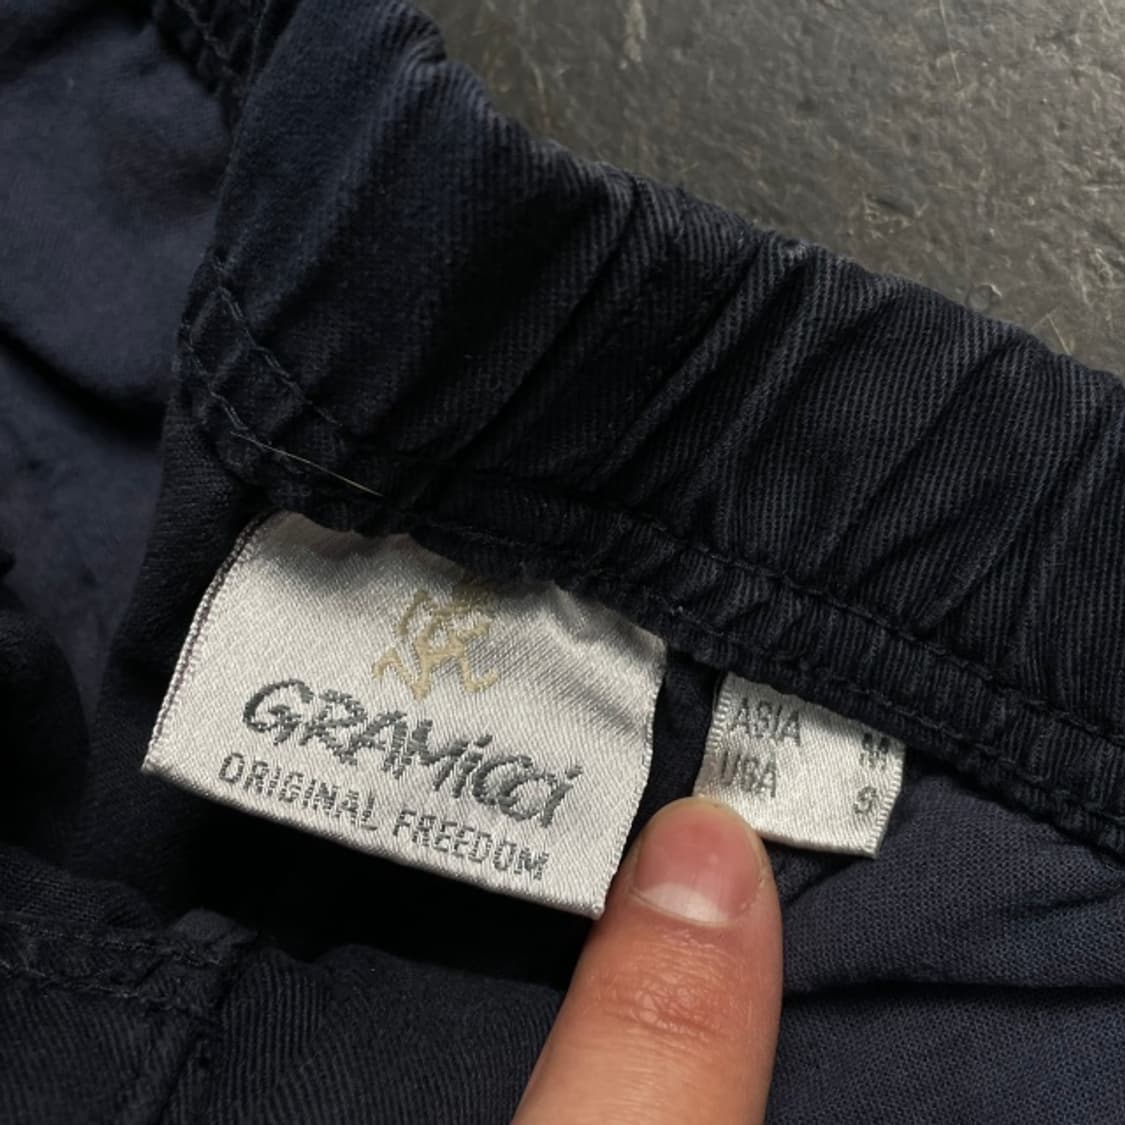 GRAMiCCi
ORIGINAL FREEDOM
ASIA M
USA S